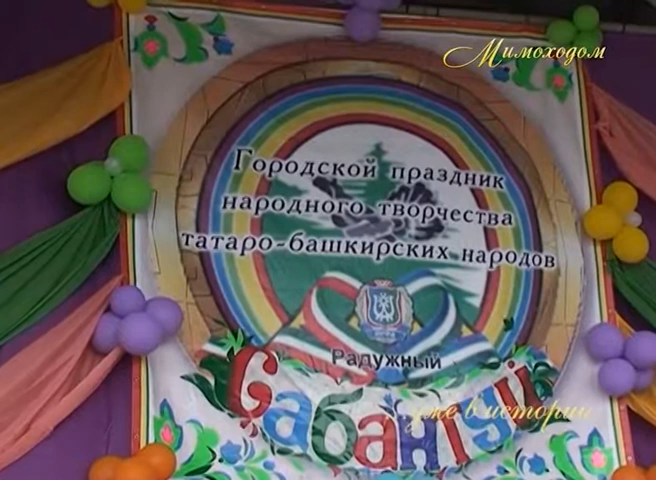 Мимоходом
Городской праздник
народного творчества
татаро-башкирских народов
Радужный
Сабантуй
уже в истории